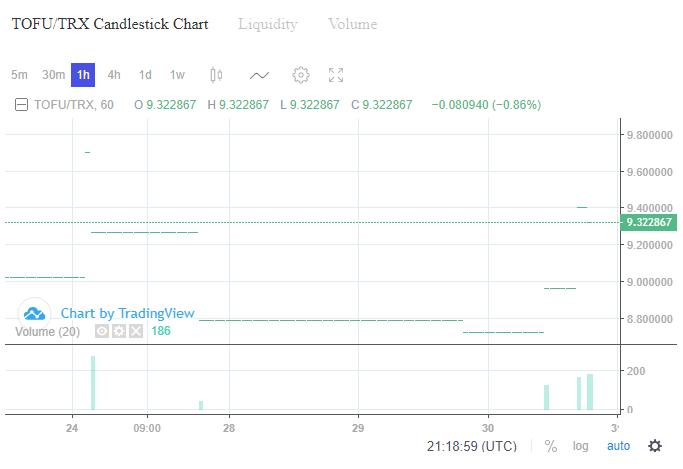 TOFU/TRX Candlestick Chart Liquidity Volume
5m 30m 1h 4h 1d 1w
TOFU/TRX, 60 O 9.322867 H 9.322867 L 9.322867 C 9.322867 −0.080940 (−0.86%)
9.800000
9.600000
9.400000
9.322867
9.200000
9.000000
8.800000
Chart by TradingView
Volume (20) 186
200
0
24 09:00 28 29 30
21:18:59 (UTC) % log auto